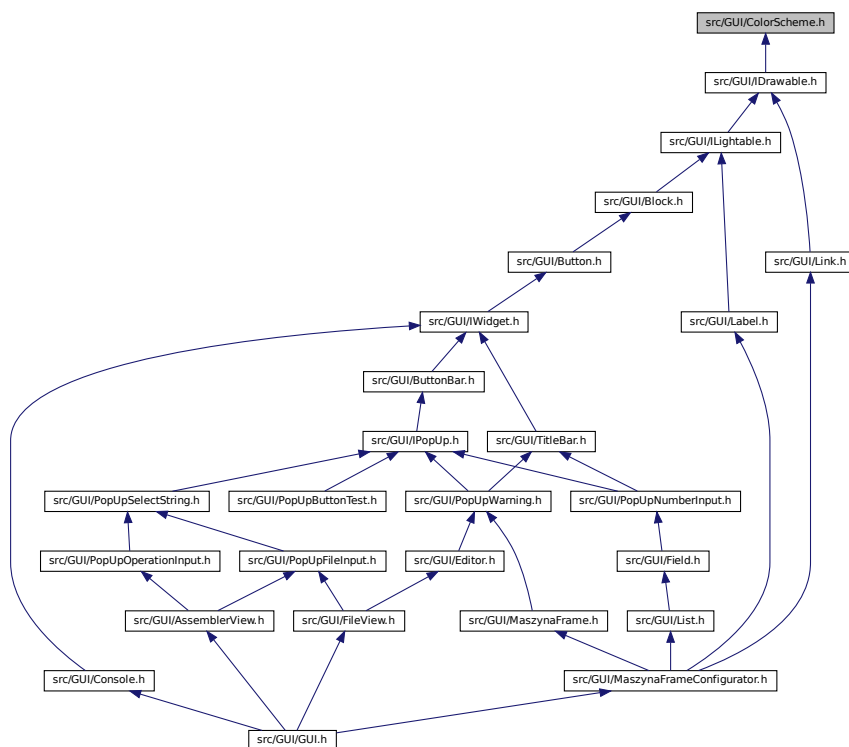 src/GUI/ColorScheme.h
src/GUI/IDrawable.h
src/GUI/ILightable.h
src/GUI/Block.h
src/GUI/Button.h
src/GUI/Link.h
src/GUI/IWidget.h
src/GUI/Label.h
src/GUI/ButtonBar.h
src/GUI/IPopUp.h
src/GUI/TitleBar.h
src/GUI/PopUpSelectString.h
src/GUI/PopUpButtonTest.h
src/GUI/PopUpWarning.h
src/GUI/PopUpNumberInput.h
src/GUI/PopUpOperationInput.h
src/GUI/PopUpFileInput.h
src/GUI/Editor.h
src/GUI/Field.h
src/GUI/AssemblerView.h
src/GUI/FileView.h
src/GUI/MaszynaFrame.h
src/GUI/List.h
src/GUI/Console.h
src/GUI/MaszynaFrameConfigurator.h
src/GUI/GUI.h